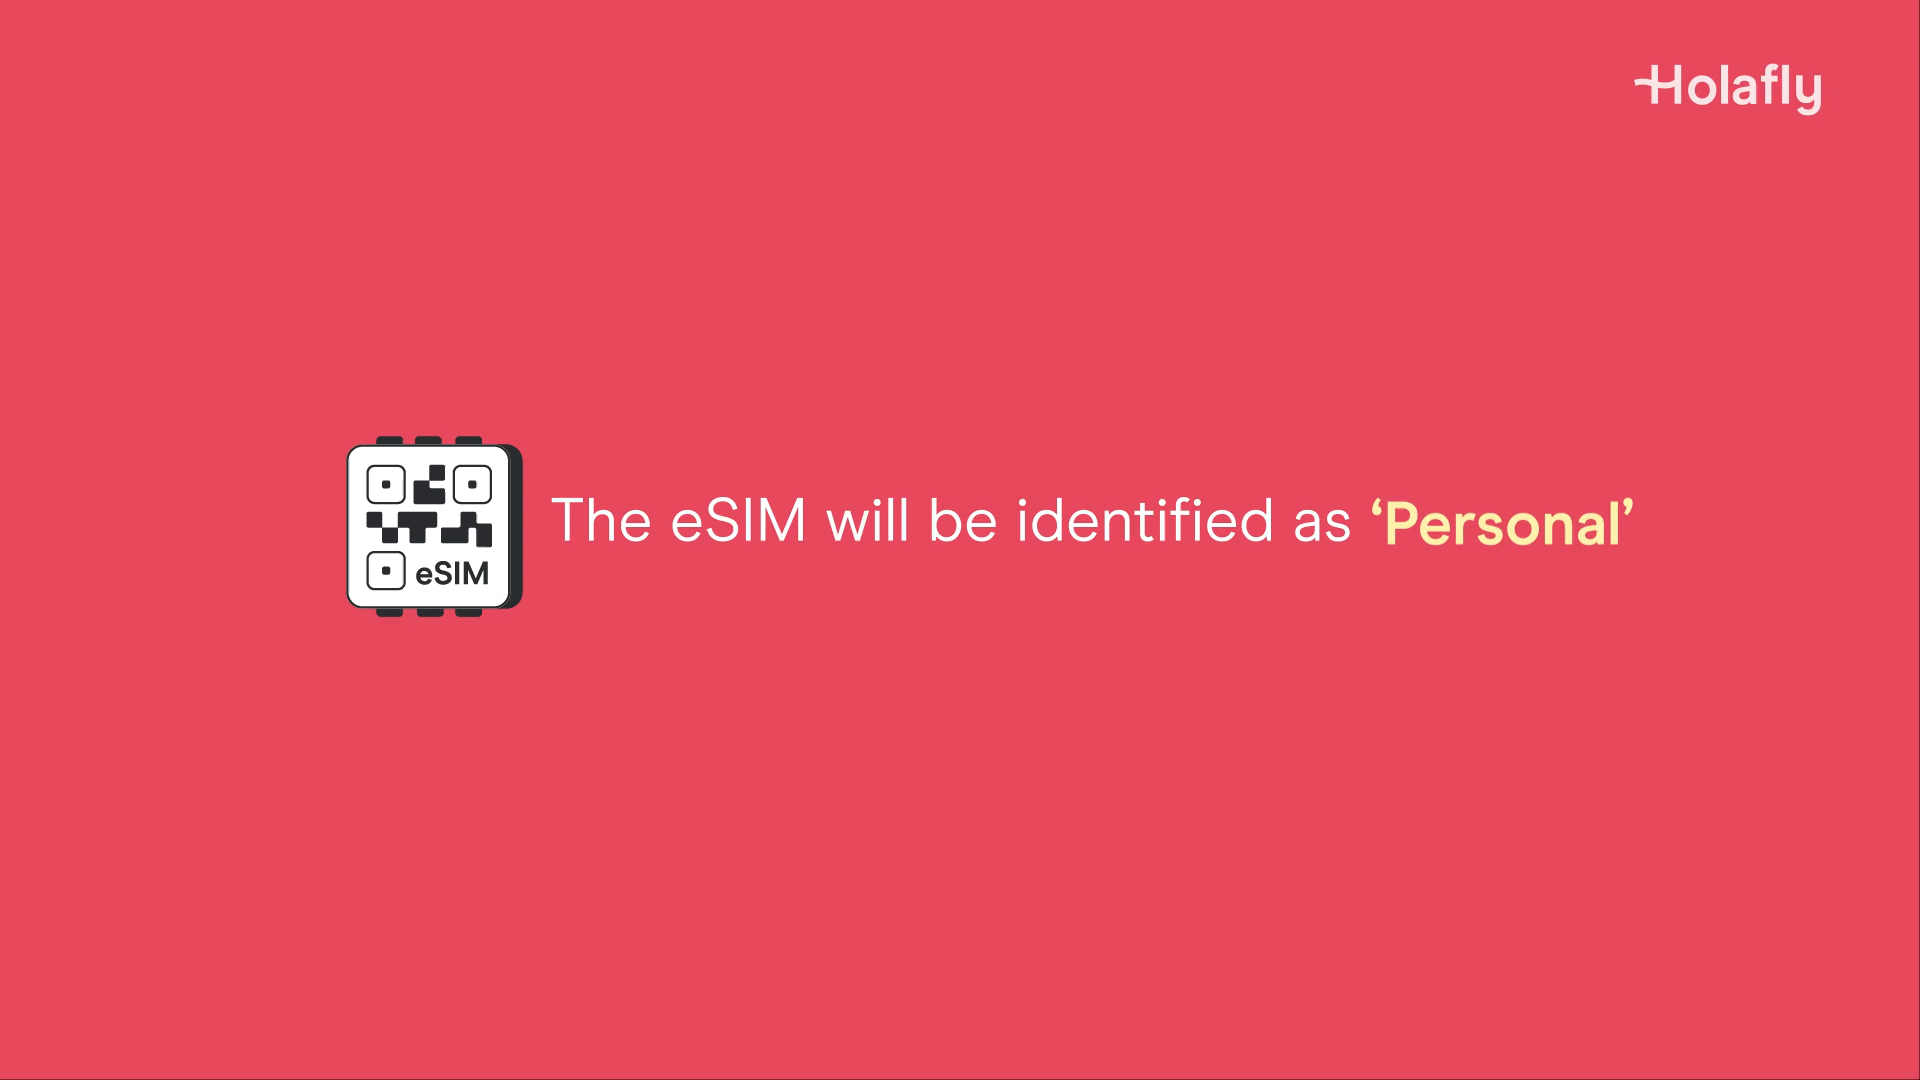 Holafly
The eSIM will be identified as ‘Personal’
eSIM